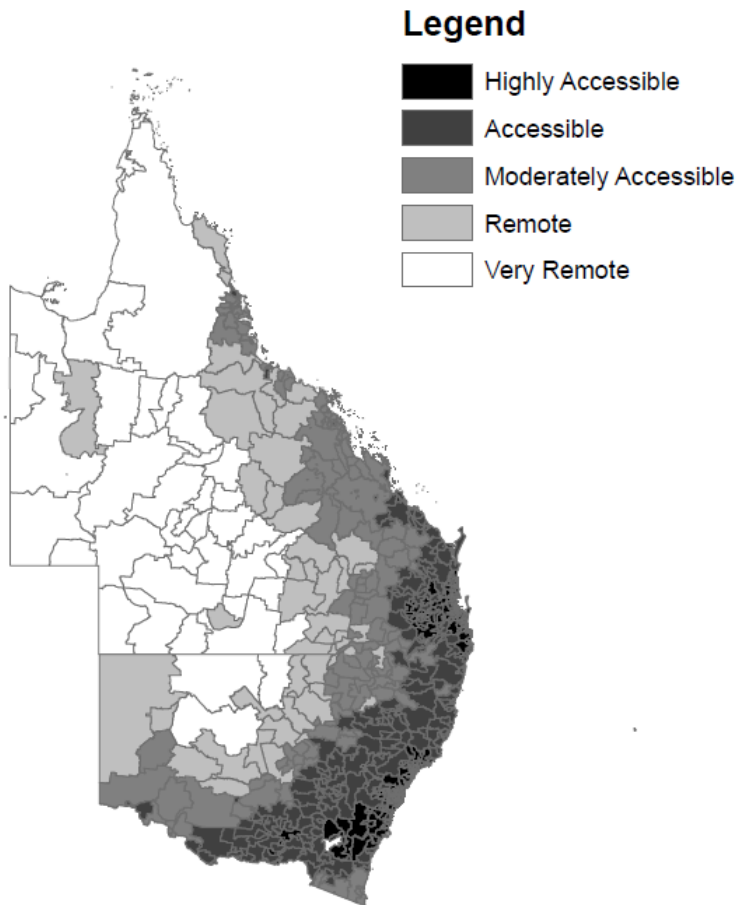 Legend
Highly Accessible
Accessible
Moderately Accessible
Remote
Very Remote